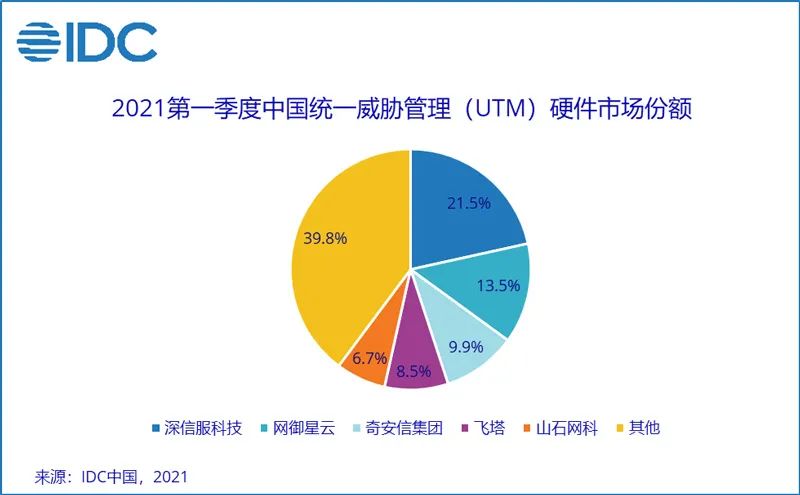 IDC
2021第一季度中国统一威胁管理（UTM）硬件市场份额
39.8%
21.5%
13.5%
9.9%
8.5%
6.7%
深信服科技 网御星云 奇安信集团 飞塔 山石网科 其他
来源：IDC中国，2021